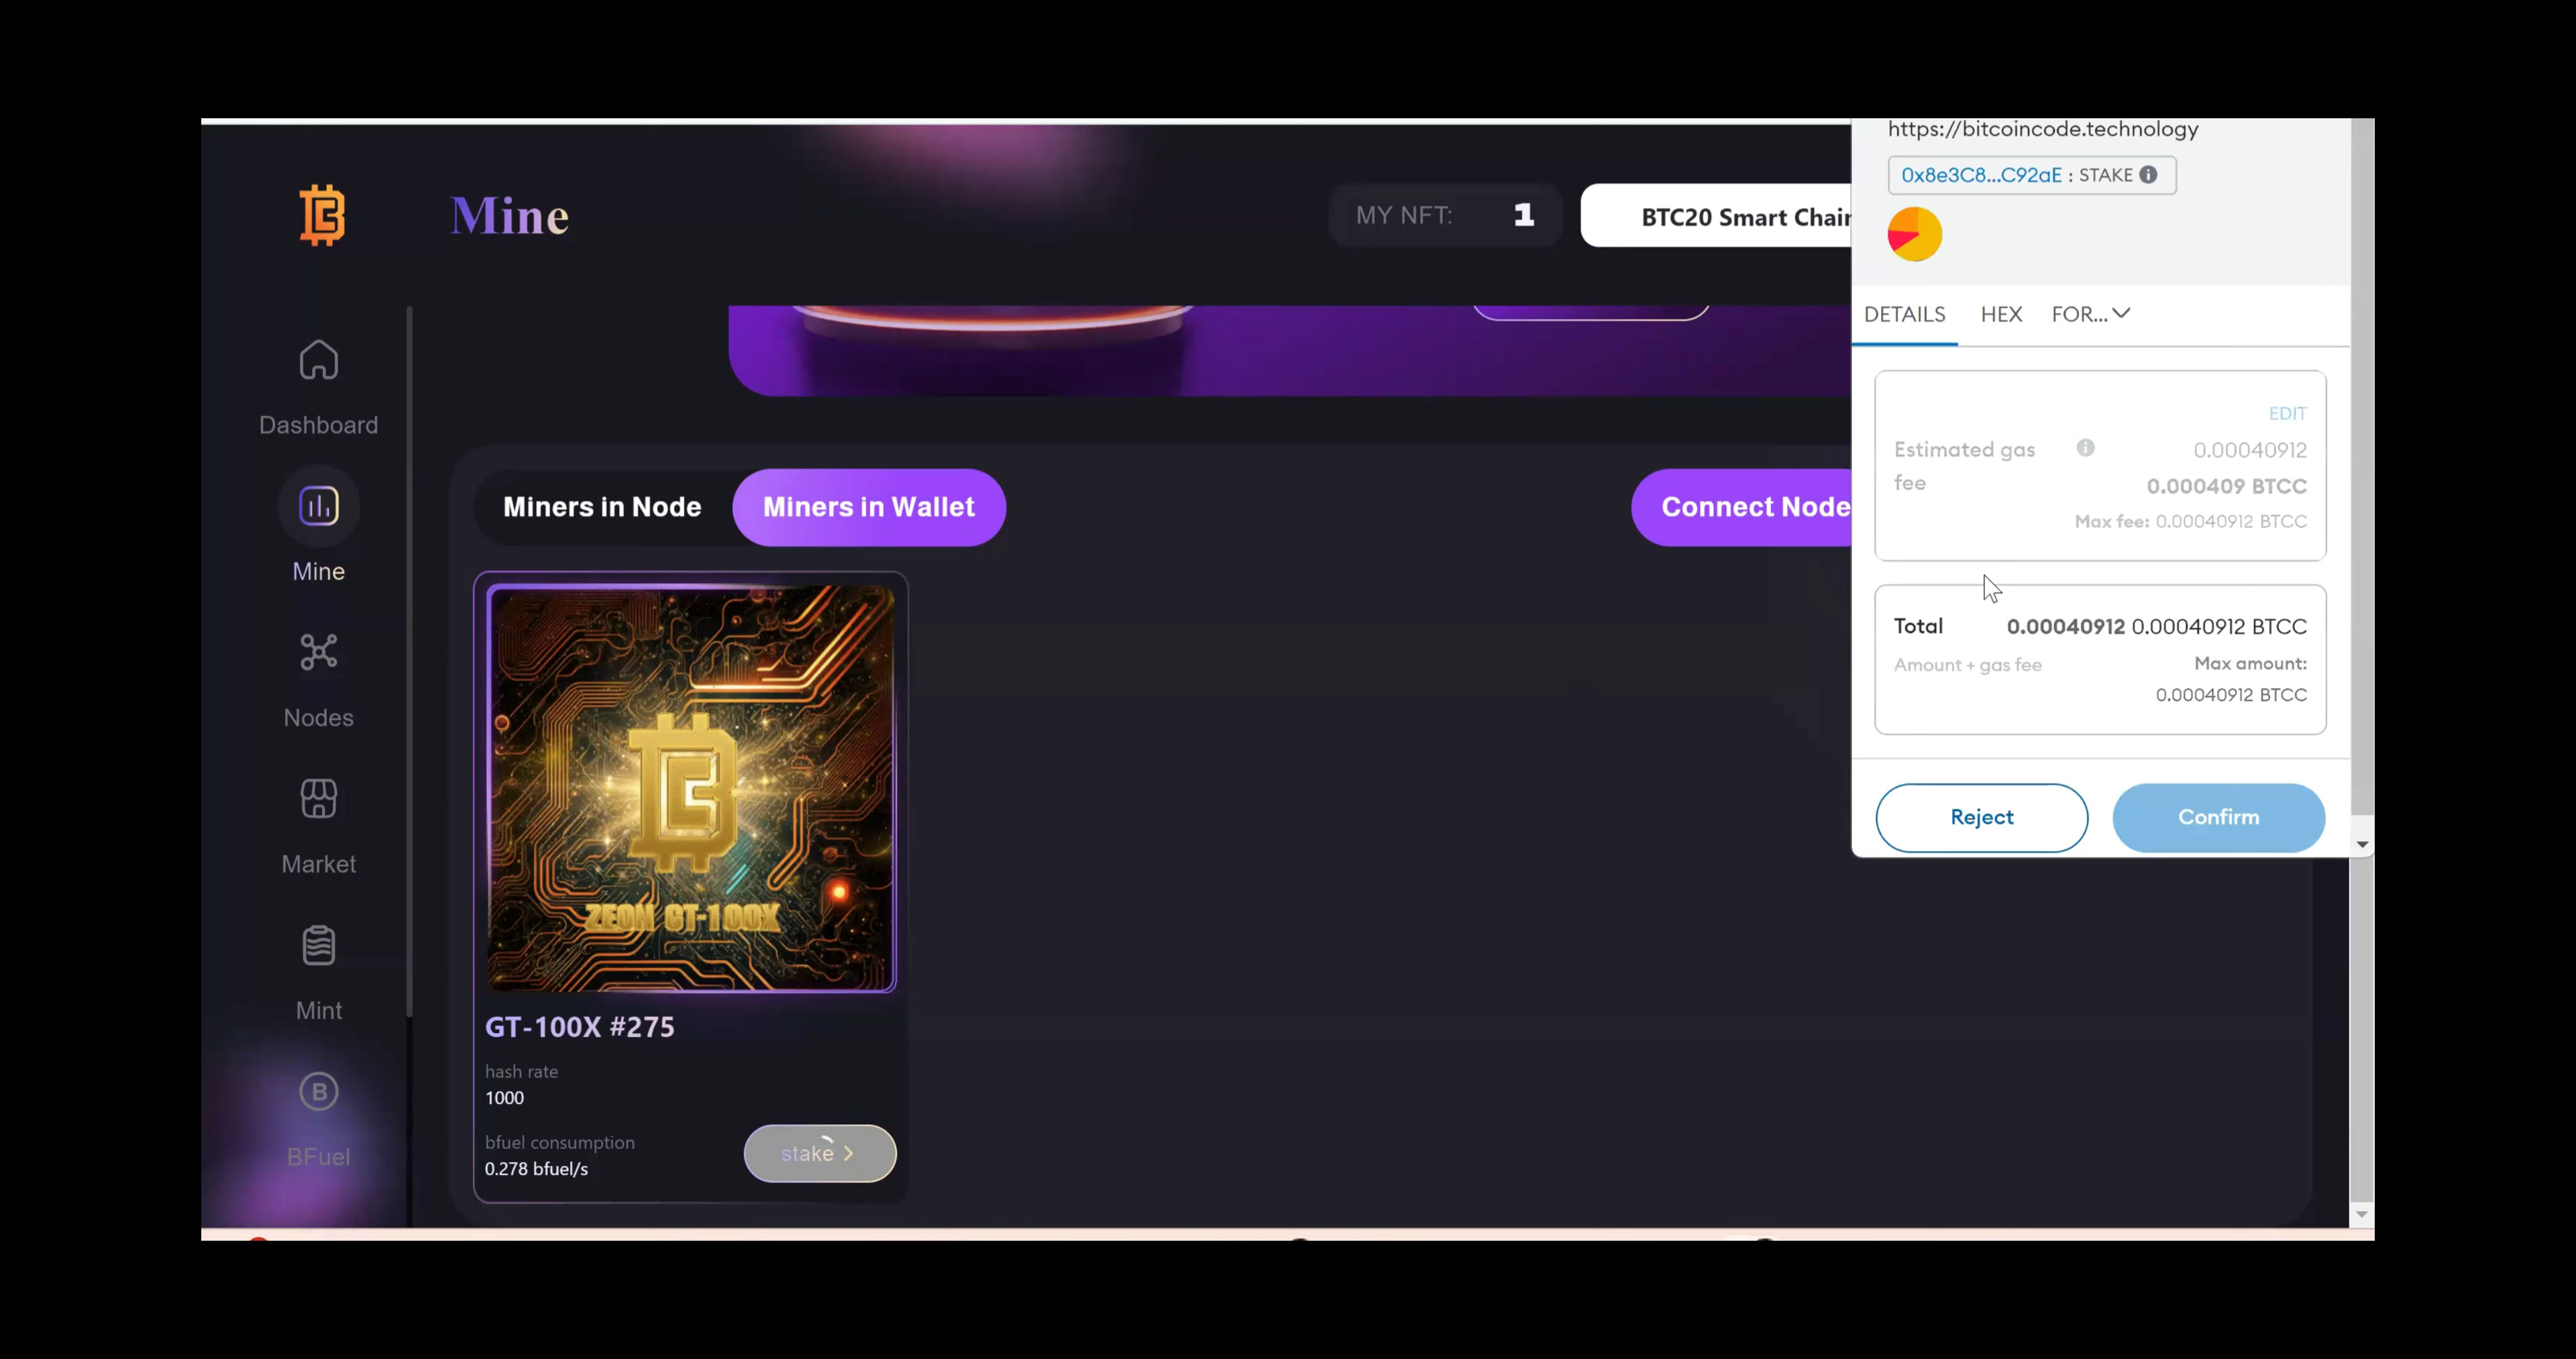 https://bitcoincode.technology
0x8e3C8...C92aE : STAKE
Mine
MY NFT: 1
BTC20 Smart Chain
DETAILS HEX FOR...
Dashboard
EDIT
Estimated gas fee
0.00040912
0.000409 BTCC
Max fee: 0.00040912 BTCC
Miners in Node
Miners in Wallet
Connect Node
Mine
Total 0.00040912 0.00040912 BTCC
Amount + gas fee
Max amount:
0.00040912 BTCC
Nodes
Reject
Confirm
Market
ZEON GT-100X
Mint
GT-100X #275
hash rate
1000
bfuel consumption
0.278 bfuel/s
stake
BFuel